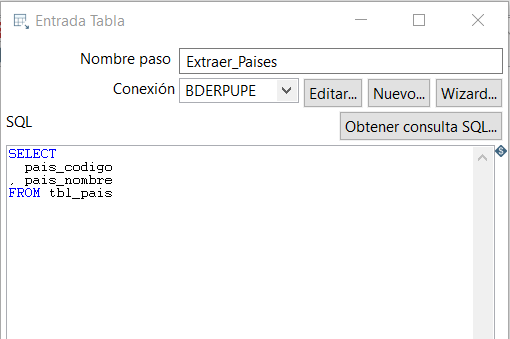 Entrada Tabla
Nombre paso Extraer_Paises
Conexión BDERPUPE Editar... Nuevo... Wizard...
SQL Obtener consulta SQL...
SELECT
pais_codigo
, pais_nombre
FROM tbl_pais